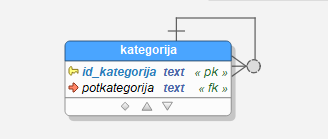 kategorija
id_kategorija text « pk »
potkategorija text « fk »